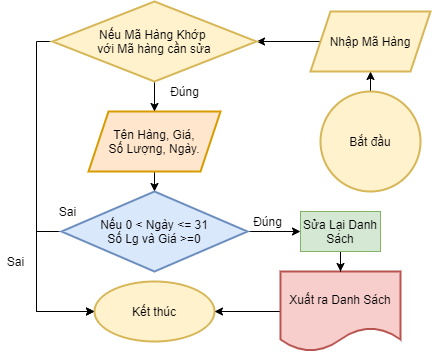 Nếu Mã Hàng Khớp
với Mã hàng cần sửa
Nhập Mã Hàng
Đúng
Tên Hàng, Giá,
Số Lượng, Ngày.
Bắt đầu
Sai
Nếu 0 < Ngày <= 31
Số Lg và Giá >=0
Đúng
Sửa Lại Danh
Sách
Sai
Kết thúc
Xuất ra Danh Sách